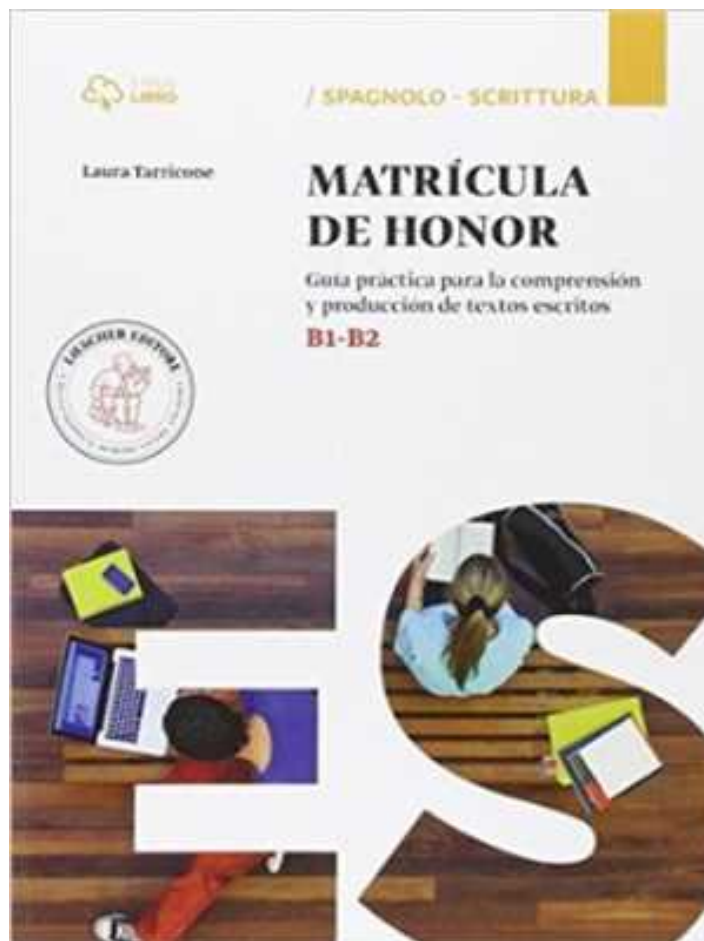 LIBRO
/ SPAGNOLO - SCRITTURA
Laura Tarricone
MATRÍCULA
DE HONOR
Guía práctica para la comprensión
y producción de textos escritos
B1-B2
LOESCHER EDITORE
ES